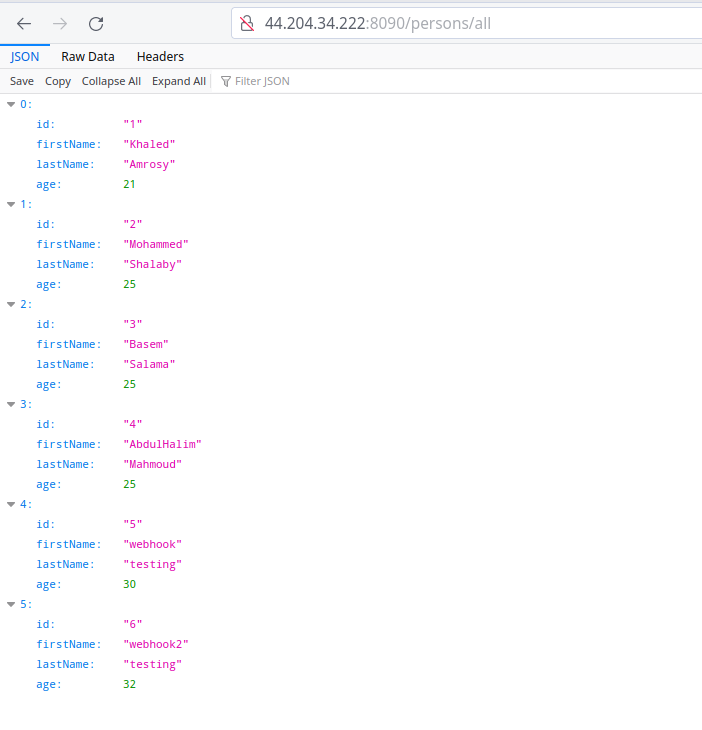 44.204.34.222:8090/persons/all
JSON Raw Data Headers
Save Copy Collapse All Expand All Filter JSON
0:
id: "1"
firstName: "Khaled"
lastName: "Amrosy"
age: 21
1:
id: "2"
firstName: "Mohammed"
lastName: "Shalaby"
age: 25
2:
id: "3"
firstName: "Basem"
lastName: "Salama"
age: 25
3:
id: "4"
firstName: "AbdulHalim"
lastName: "Mahmoud"
age: 25
4:
id: "5"
firstName: "webhook"
lastName: "testing"
age: 30
5:
id: "6"
firstName: "webhook2"
lastName: "testing"
age: 32